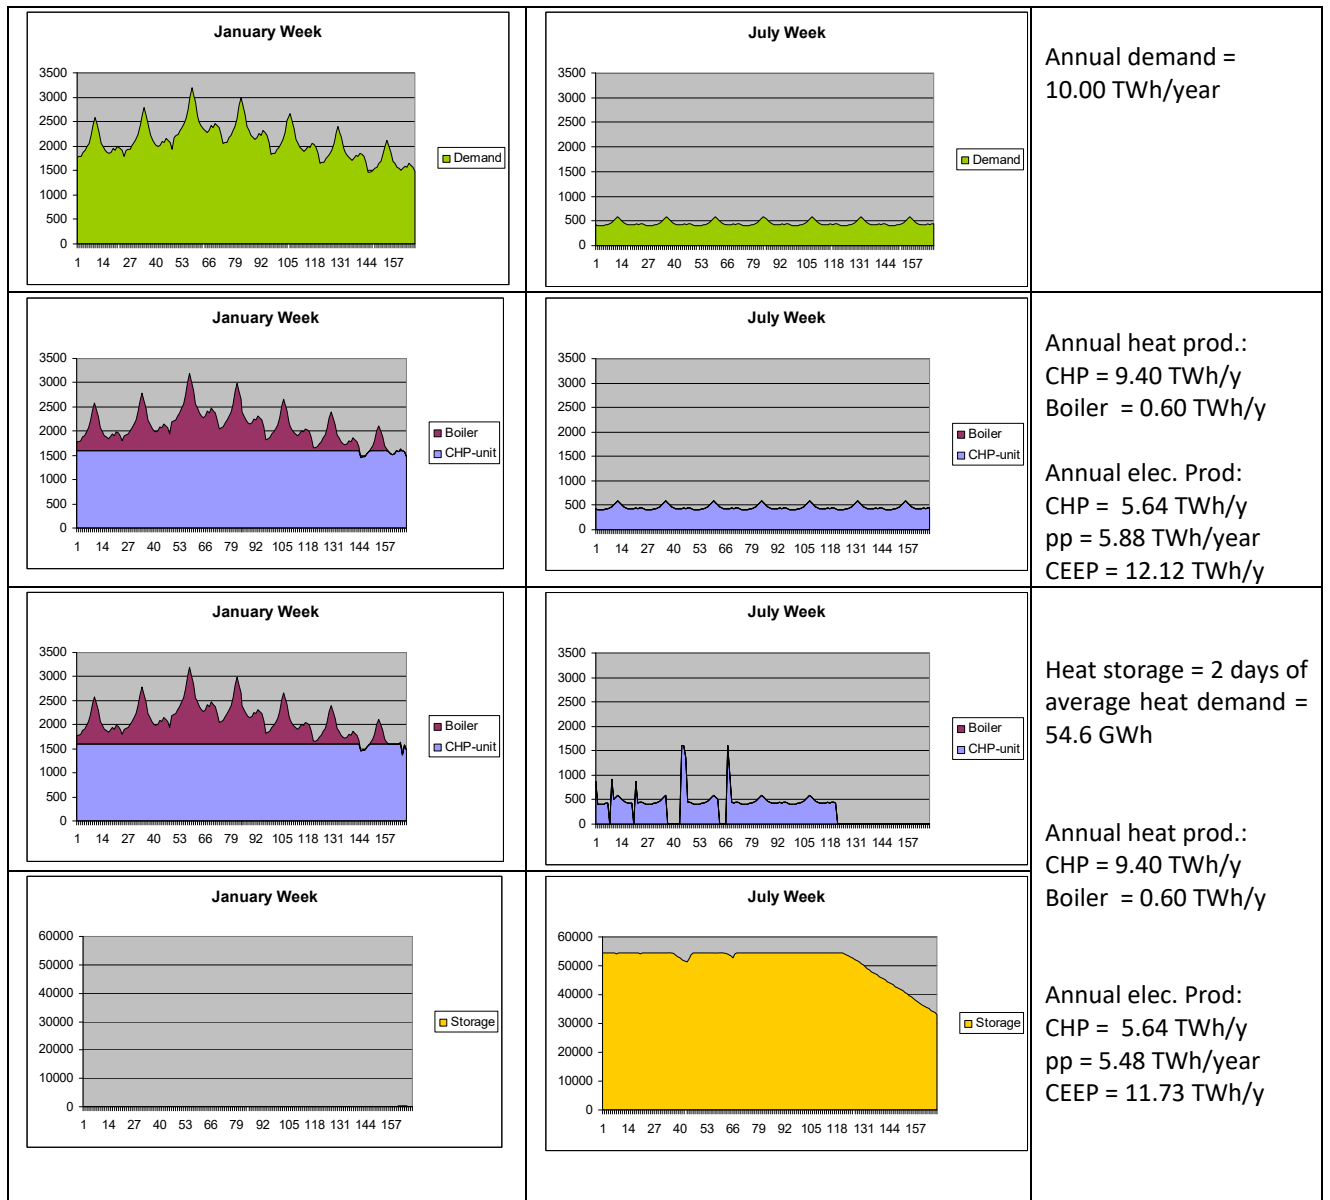 January Week
3500
3000
2500
2000
1500
1000
500
0
1 14 27 40 53 66 79 92 105 118 131 144 157
Demand
July Week
3500
3000
2500
2000
1500
1000
500
0
1 14 27 40 53 66 79 92 105 118 131 144 157
Demand
Annual demand =
10.00 TWh/year
January Week
3500
3000
2500
2000
1500
1000
500
0
1 14 27 40 53 66 79 92 105 118 131 144 157
Boiler
CHP-unit
July Week
3500
3000
2500
2000
1500
1000
500
0
1 14 27 40 53 66 79 92 105 118 131 144 157
Boiler
CHP-unit
Annual heat prod.:
CHP = 9.40 TWh/y
Boiler = 0.60 TWh/y
Annual elec. Prod:
CHP = 5.64 TWh/y
pp = 5.88 TWh/year
CEEP = 12.12 TWh/y
January Week
3500
3000
2500
2000
1500
1000
500
0
1 14 27 40 53 66 79 92 105 118 131 144 157
Boiler
CHP-unit
July Week
3500
3000
2500
2000
1500
1000
500
0
1 14 27 40 53 66 79 92 105 118 131 144 157
Boiler
CHP-unit
January Week
60000
50000
40000
30000
20000
10000
0
1 14 27 40 53 66 79 92 105 118 131 144 157
Storage
July Week
60000
50000
40000
30000
20000
10000
0
1 14 27 40 53 66 79 92 105 118 131 144 157
Storage
Heat storage = 2 days of
average heat demand =
54.6 GWh
Annual heat prod.:
CHP = 9.40 TWh/y
Boiler = 0.60 TWh/y
Annual elec. Prod:
CHP = 5.64 TWh/y
pp = 5.48 TWh/year
CEEP = 11.73 TWh/y